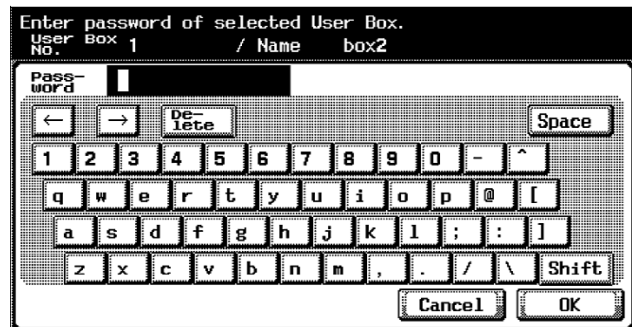 Enter password of selected User Box.
User Box No. 1 / Name box2
Pass-word
← → De-lete Space
1 2 3 4 5 6 7 8 9 0 - ^
q w e r t y u i o p @ [
a s d f g h j k l ; : ]
z x c v b n m , . / \ Shift
Cancel OK